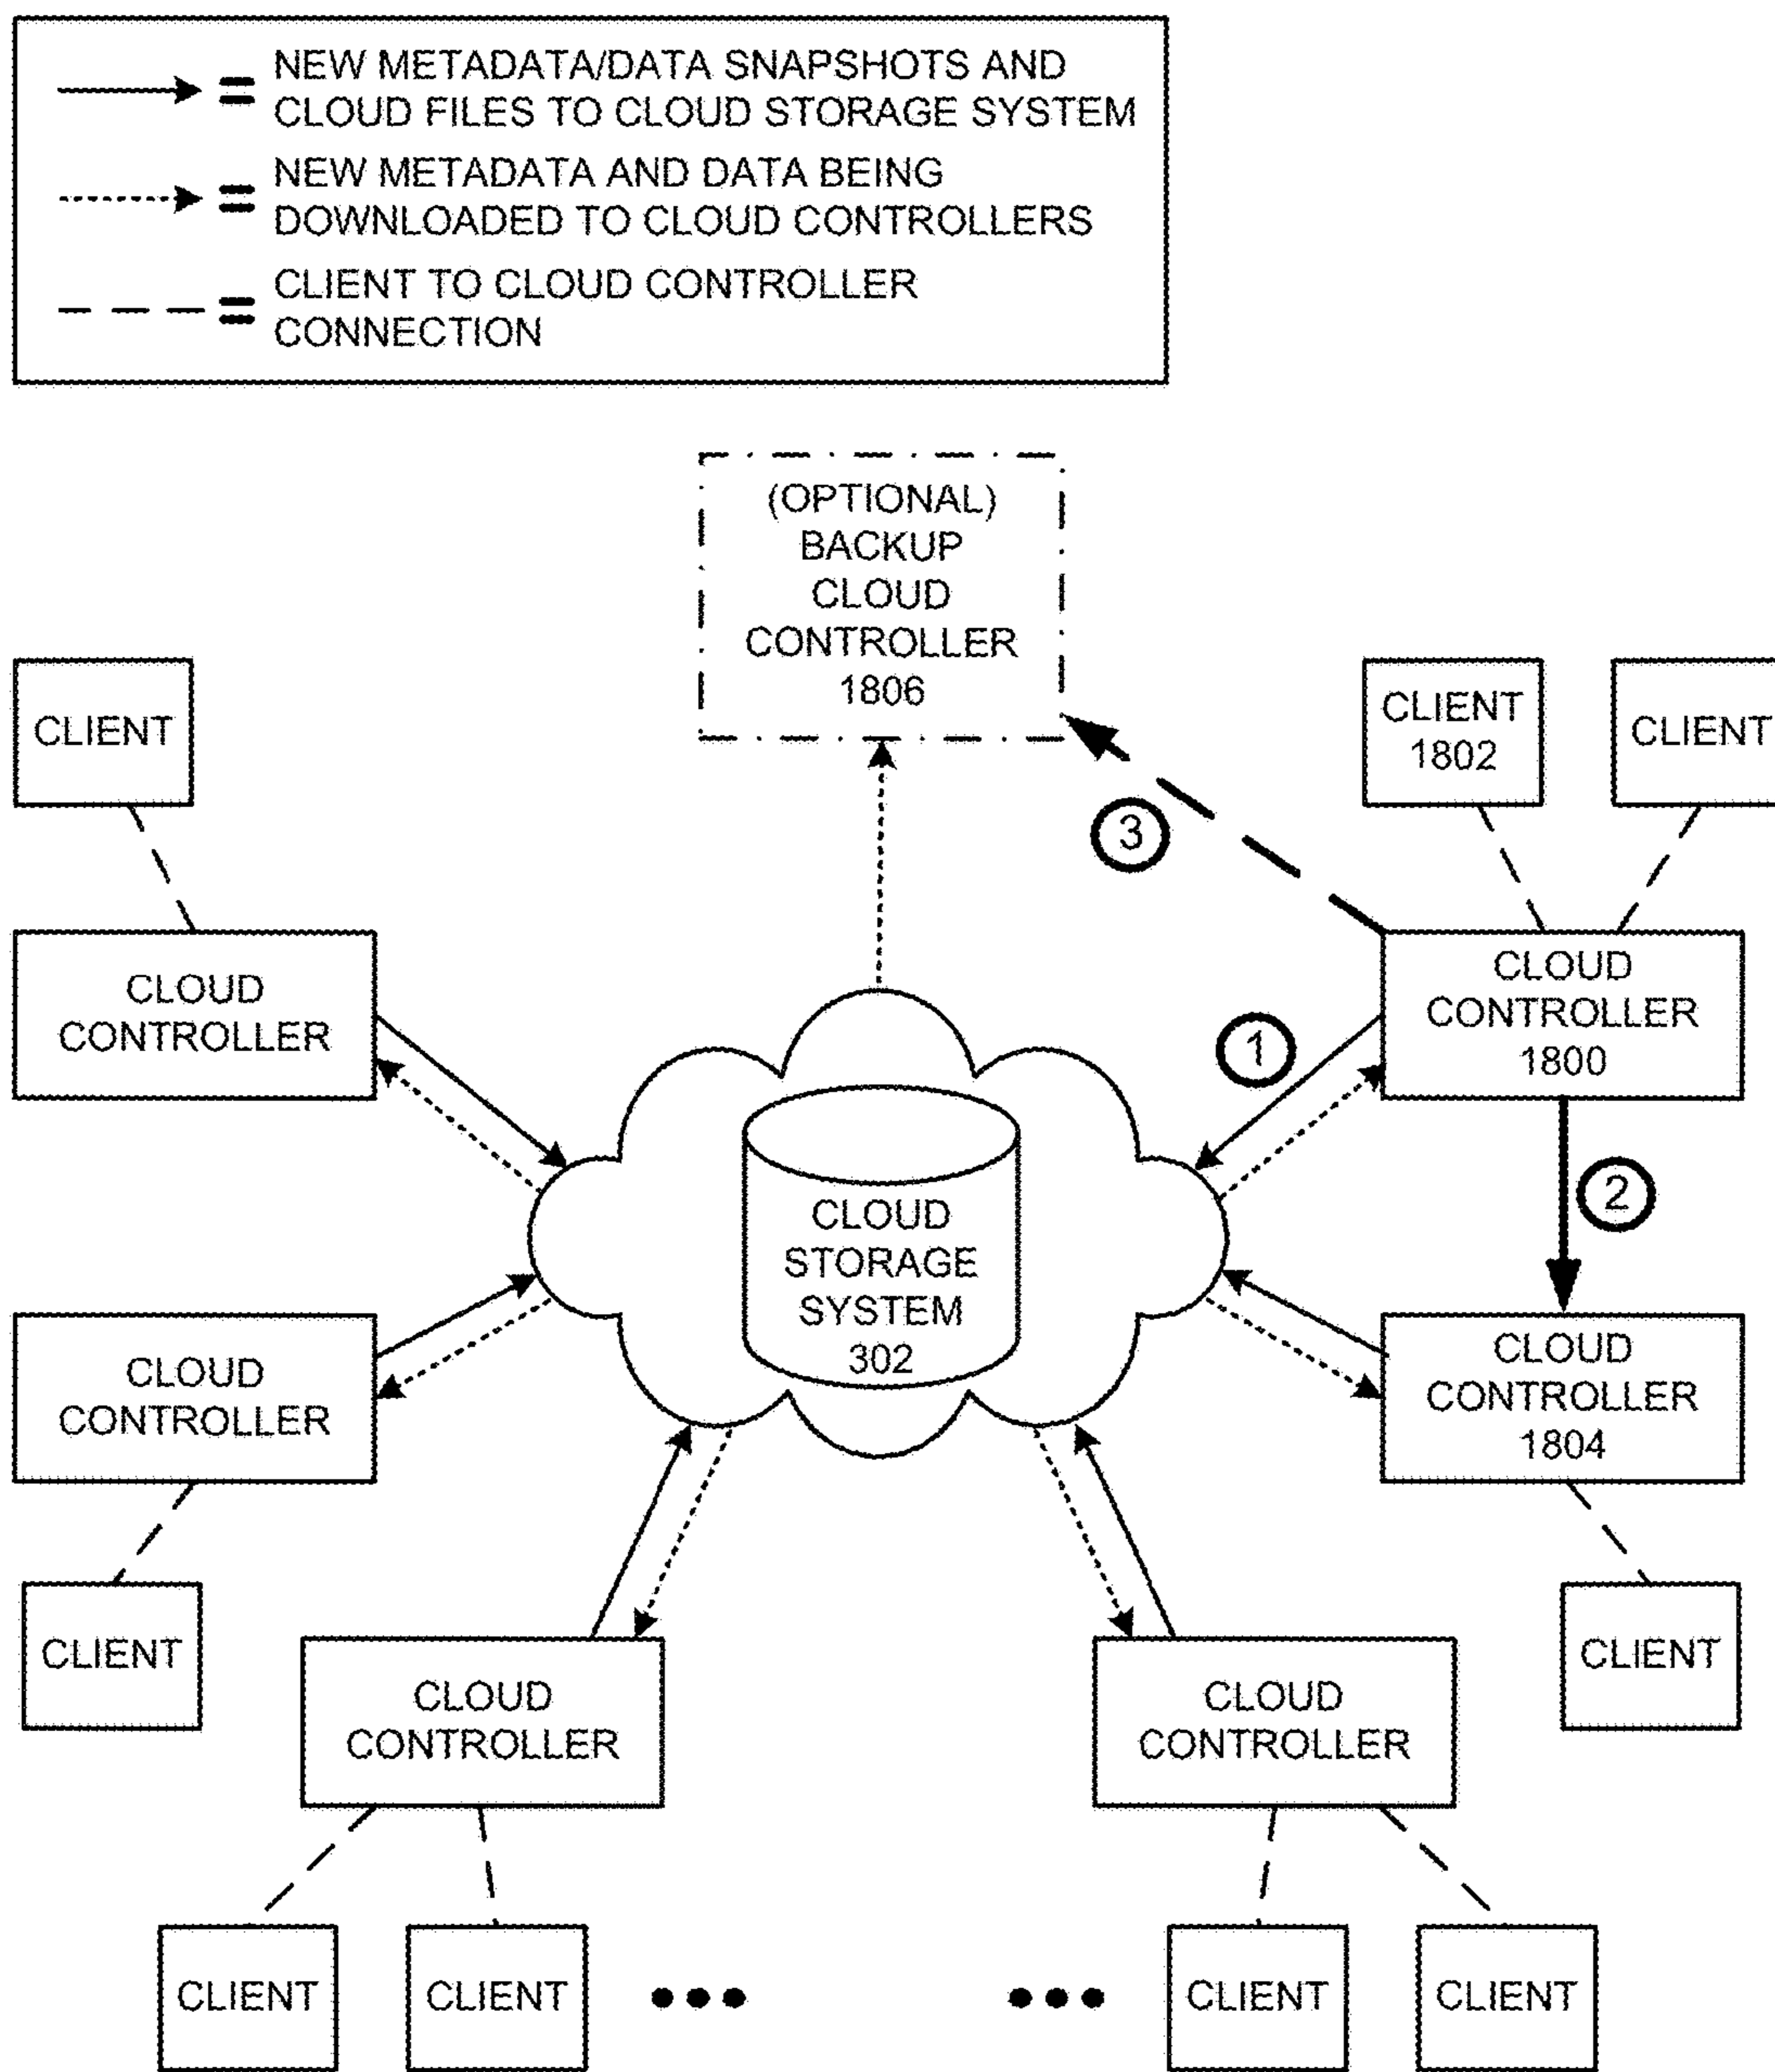 = NEW METADATA/DATA SNAPSHOTS AND
CLOUD FILES TO CLOUD STORAGE SYSTEM
= NEW METADATA AND DATA BEING
DOWNLOADED TO CLOUD CONTROLLERS
= CLIENT TO CLOUD CONTROLLER
CONNECTION
(OPTIONAL)
BACKUP
CLOUD
CONTROLLER
1806
CLIENT
CLIENT
1802
CLIENT
3
CLOUD
CONTROLLER
CLOUD
CONTROLLER
1800
1
2
CLOUD
STORAGE
SYSTEM
302
CLOUD
CONTROLLER
CLOUD
CONTROLLER
1804
CLIENT
CLIENT
CLOUD
CONTROLLER
CLOUD
CONTROLLER
CLIENT
CLIENT
CLIENT
CLIENT